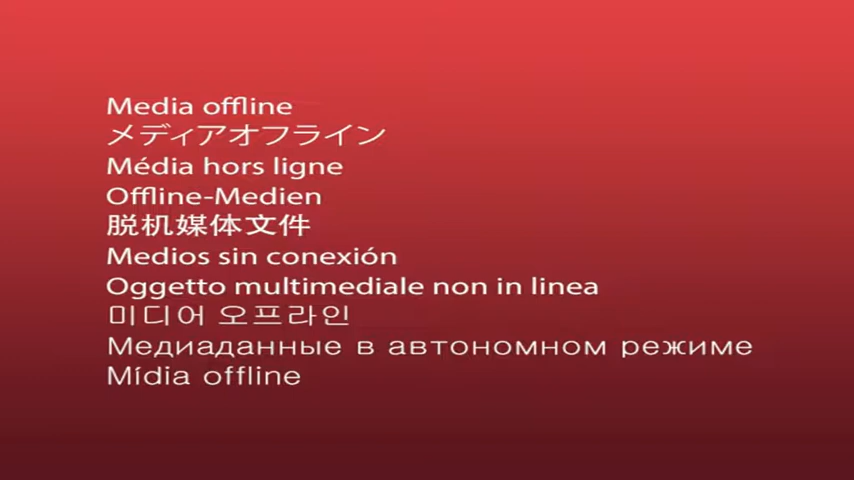 Media offline
メディアオフライン
Média hors ligne
Offline-Medien
脱机媒体文件
Medios sin conexión
Oggetto multimediale non in linea
미디어 오프라인
Медиаданные в автономном режиме
Mídia offline